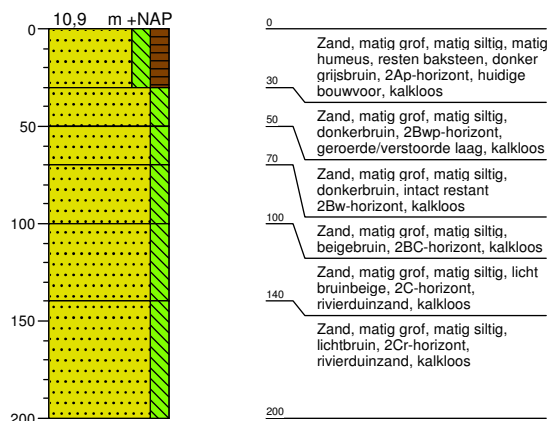 10,9 m +NAP
0
50
100
150
200
0
Zand, matig grof, matig siltig, matig
humeus, resten baksteen, donker
grijsbruin, 2Ap-horizont, huidige
bouwvoor, kalkloos
30
Zand, matig grof, matig siltig,
donkerbruin, 2Bwp-horizont,
geroerde/verstoorde laag, kalkloos
50
Zand, matig grof, matig siltig,
donkerbruin, intact restant
2Bw-horizont, kalkloos
70
Zand, matig grof, matig siltig,
beigebruin, 2BC-horizont, kalkloos
100
Zand, matig grof, matig siltig, licht
bruinbeige, 2C-horizont,
rivierduinzand, kalkloos
140
Zand, matig grof, matig siltig,
lichtbruin, 2Cr-horizont,
rivierduinzand, kalkloos
200